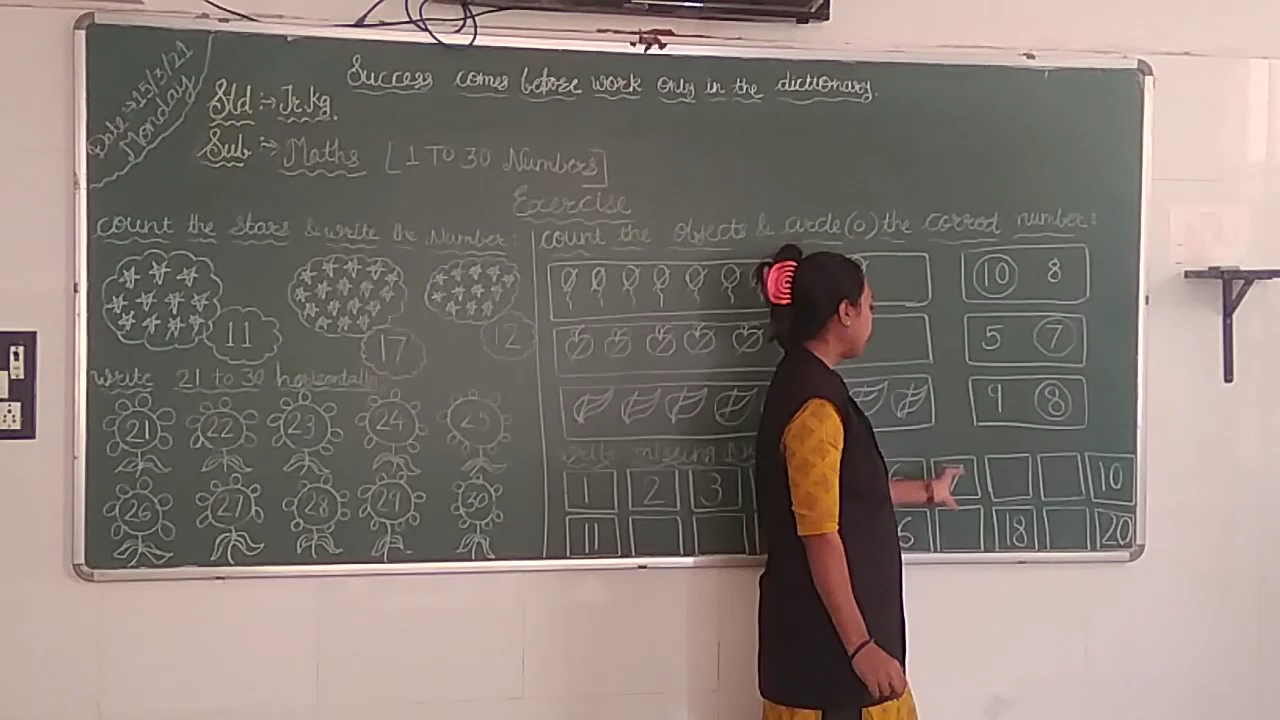 Date:-15/3/21
Monday
Success comes before work only in the dictionary.
Std :- Jr.kg.
Sub :- Maths [1 TO 30 Numbers]
Exercise
count the stars & write the Number:
11
17
12
write 21 to 30 horizontally
21 22 23 24 25
26 27 28 29 30
count the objects & circle(o) the corred number:
10 8
5 7
9 8
write missing
1 2 3 10
11 6 18 20